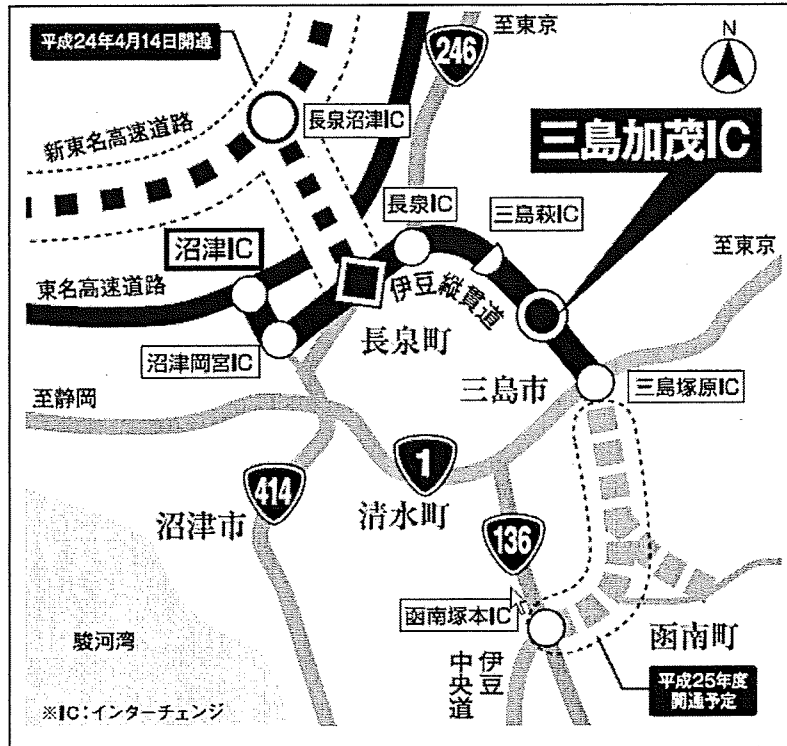 平成24年4月14日開通
至東京
N
246
長泉沼津IC
新東名高速道路
三島加茂IC
長泉IC
三島萩IC
沼津IC
至東京
東名高速道路
伊豆縦貫道
長泉町
沼津岡宮IC
三島市
三島塚原IC
至静岡
1
414
清水町
沼津市
136
函南塚本IC
函南町
駿河湾
伊豆
中央道
平成25年度
開通予定
※IC:インターチェンジ